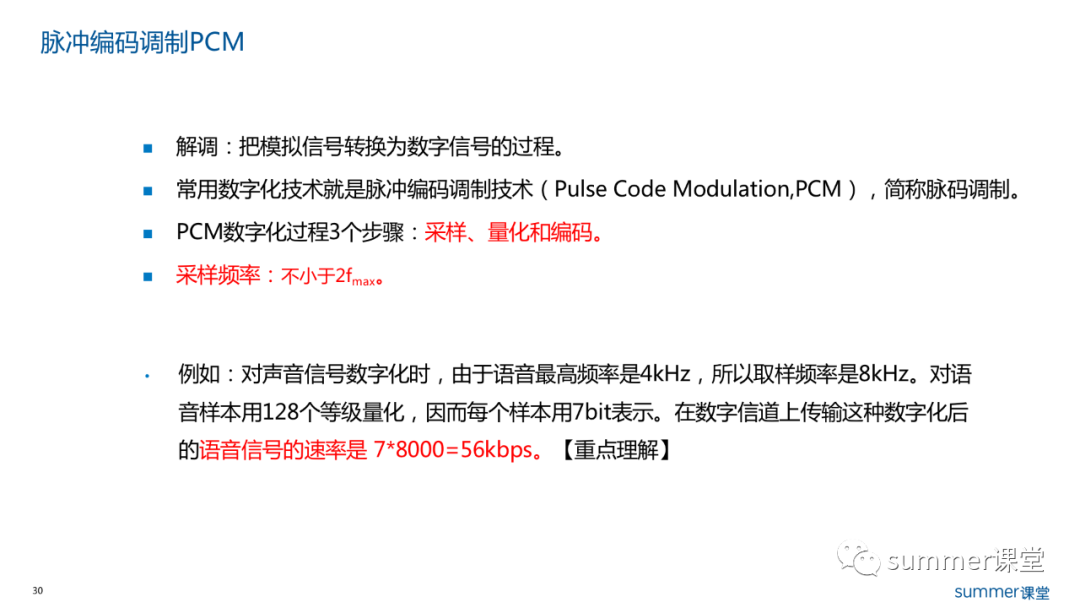 脉冲编码调制PCM
解调：把模拟信号转换为数字信号的过程。
常用数字化技术就是脉冲编码调制技术（Pulse Code Modulation,PCM），简称脉码调制。
PCM数字化过程3个步骤：采样、量化和编码。
采样频率：不小于2fmax。
例如：对声音信号数字化时，由于语音最高频率是4kHz，所以取样频率是8kHz。对语
音样本用128个等级量化，因而每个样本用7bit表示。在数字信道上传输这种数字化后
的语音信号的速率是 7*8000=56kbps。【重点理解】
summer课堂
30
summer课堂